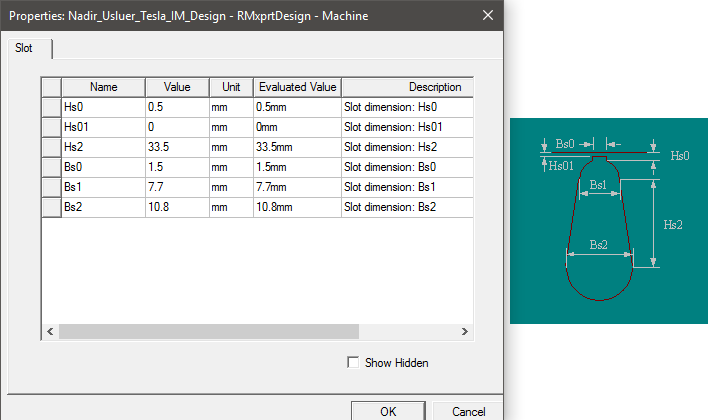 Properties: Nadir_Usluer_Tesla_IM_Design - RMxprtDesign - Machine
Slot
Name Value Unit Evaluated Value Description
Hs0 0.5 mm 0.5mm Slot dimension: Hs0
Hs01 0 mm 0mm Slot dimension: Hs01
Hs2 33.5 mm 33.5mm Slot dimension: Hs2
Bs0 1.5 mm 1.5mm Slot dimension: Bs0
Bs1 7.7 mm 7.7mm Slot dimension: Bs1
Bs2 10.8 mm 10.8mm Slot dimension: Bs2
Show Hidden
OK Cancel
Bs0
Hs0
Hs01
Bs1
Hs2
Bs2